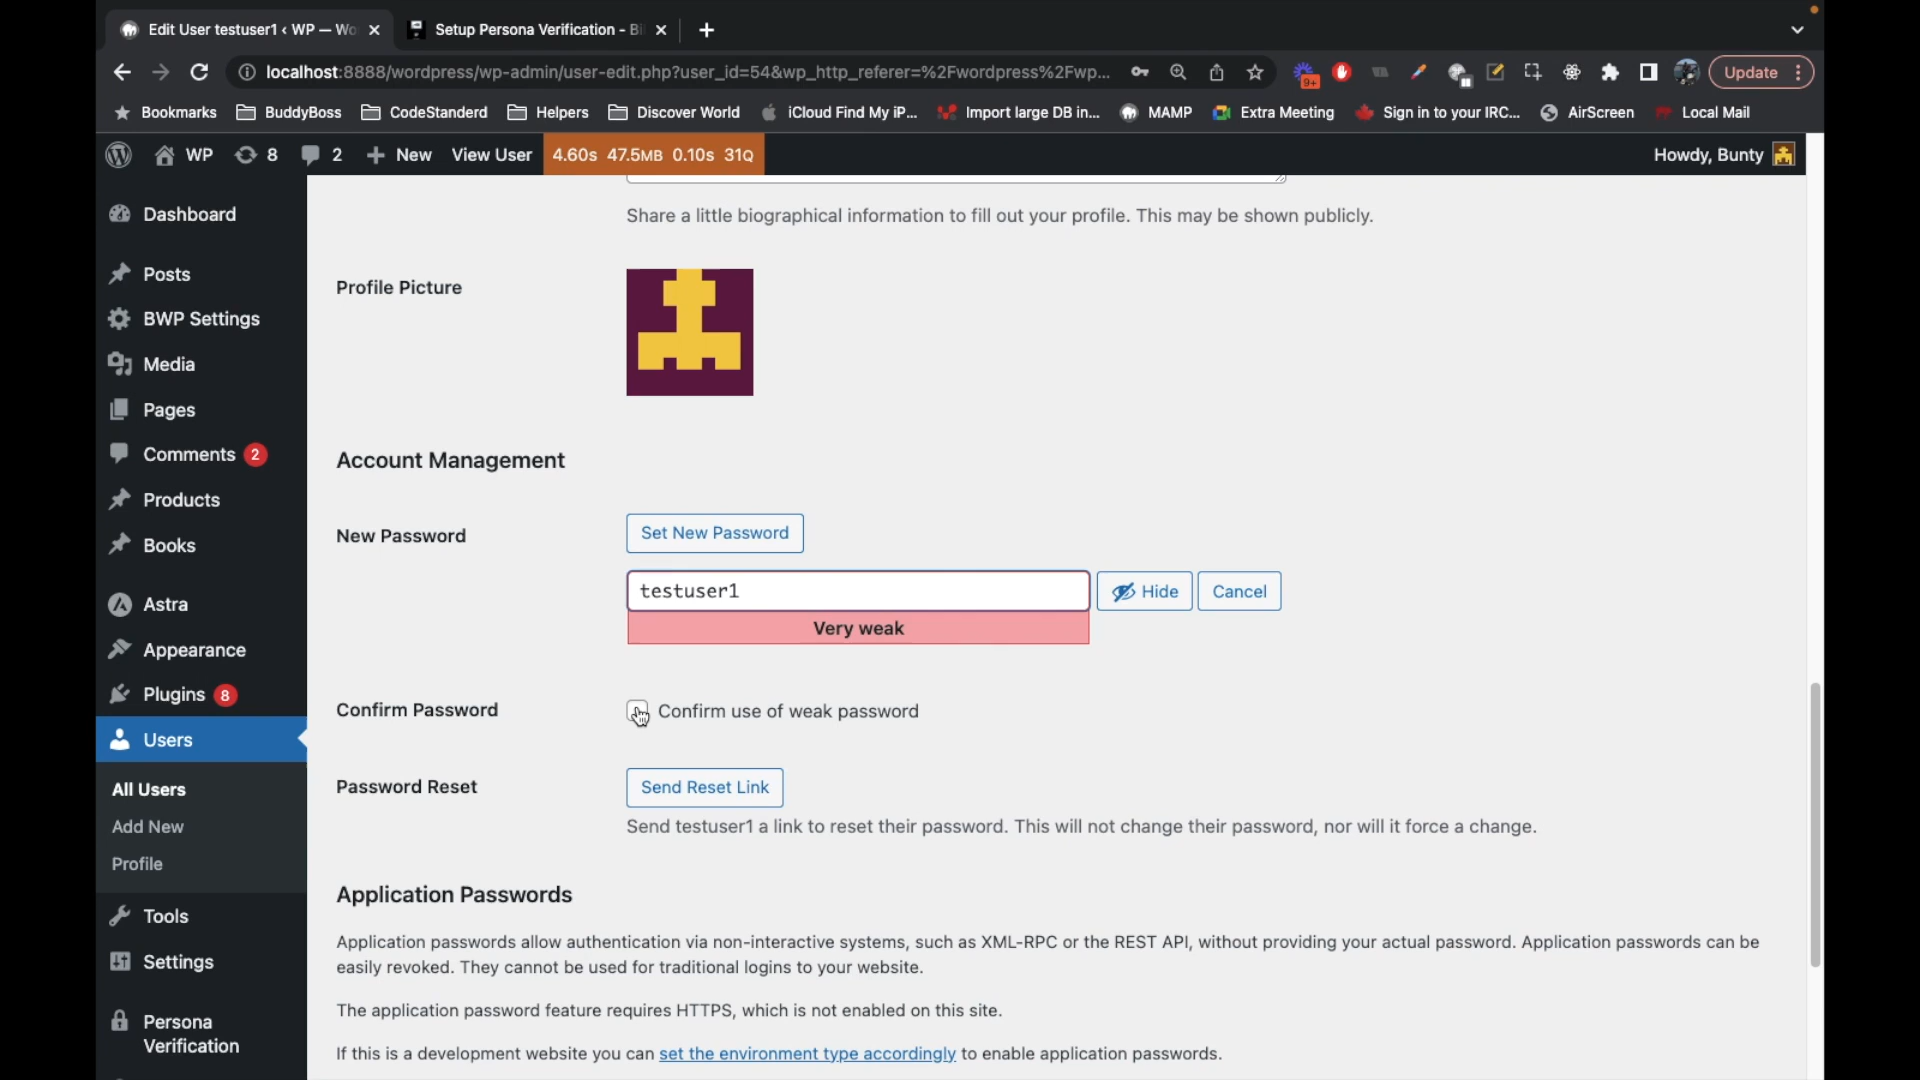 Edit User testuser1 ‹ WP — Wo
Setup Persona Verification - Bi
localhost:8888/wordpress/wp-admin/user-edit.php?user_id=54&wp_http_referer=%2Fwordpress%2Fwp...
9+
Update
Bookmarks
BuddyBoss
CodeStanderd
Helpers
Discover World
iCloud Find My iP...
Import large DB in...
MAMP
Extra Meeting
Sign in to your IRC...
AirScreen
Local Mail
WP
8
2
New
View User
4.60s 47.5MB 0.10s 31Q
Howdy, Bunty
Dashboard
Posts
BWP Settings
Media
Pages
Comments 2
Products
Books
Astra
Appearance
Plugins 8
Users
All Users
Add New
Profile
Tools
Settings
Persona
Verification
Share a little biographical information to fill out your profile. This may be shown publicly.
Profile Picture
Account Management
New Password
Set New Password
testuser1
Hide
Cancel
Very weak
Confirm Password
Confirm use of weak password
Password Reset
Send Reset Link
Send testuser1 a link to reset their password. This will not change their password, nor will it force a change.
Application Passwords
Application passwords allow authentication via non-interactive systems, such as XML-RPC or the REST API, without providing your actual password. Application passwords can be
easily revoked. They cannot be used for traditional logins to your website.
The application password feature requires HTTPS, which is not enabled on this site.
If this is a development website you can set the environment type accordingly to enable application passwords.